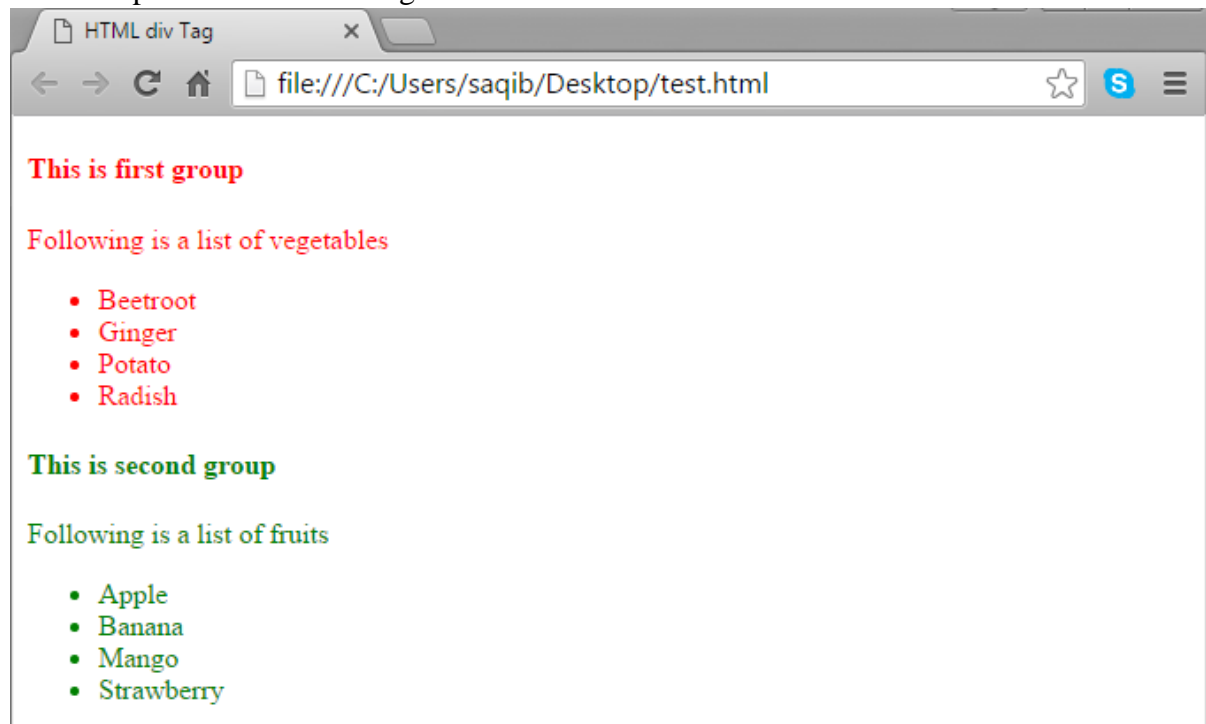 HTML div Tag
file:///C:/Users/saqib/Desktop/test.html
This is first group
Following is a list of vegetables
Beetroot
Ginger
Potato
Radish
This is second group
Following is a list of fruits
Apple
Banana
Mango
Strawberry